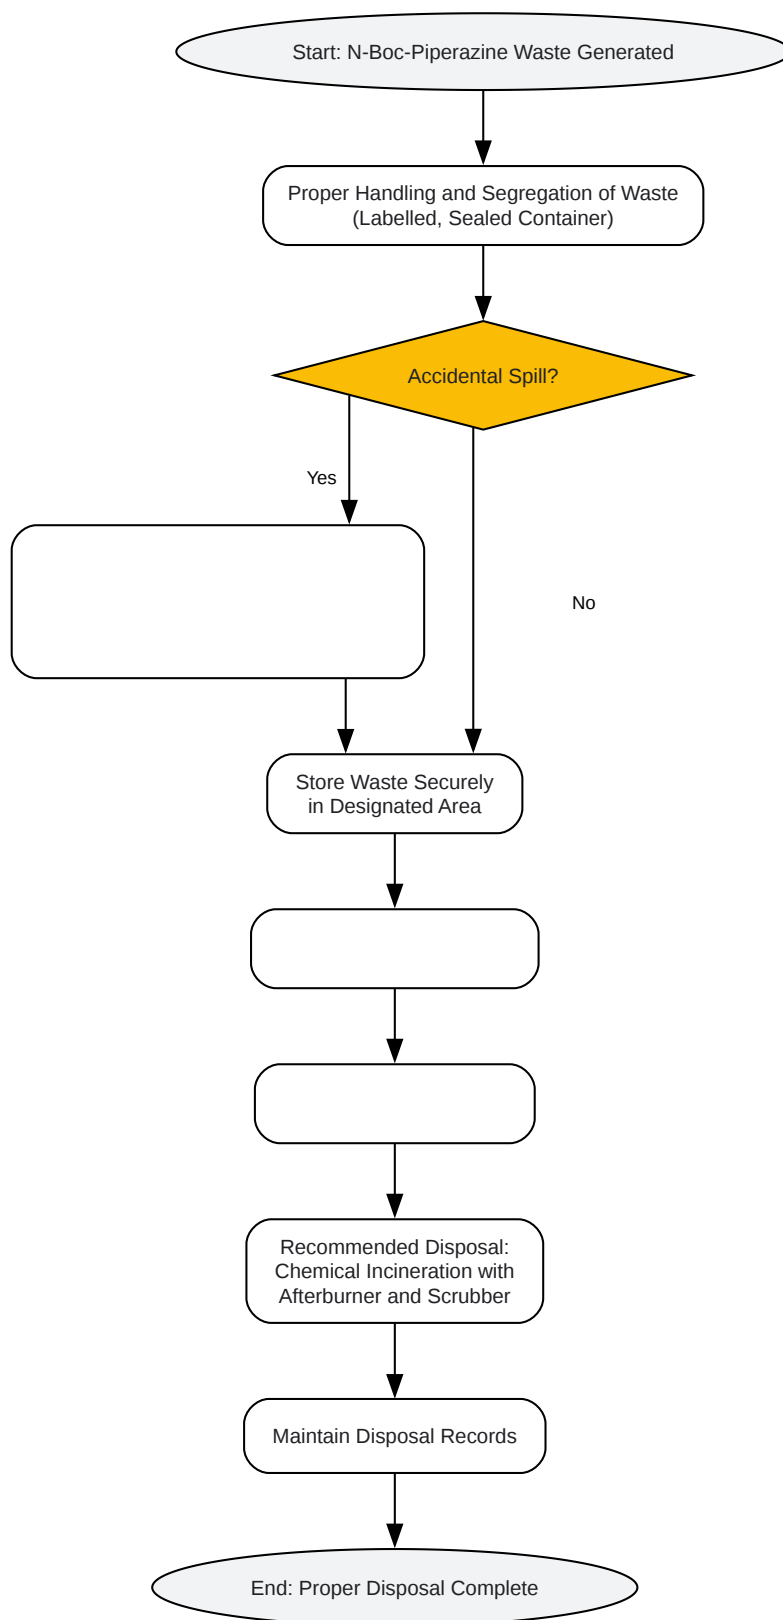 Start: N-Boc-Piperazine Waste Generated
Proper Handling and Segregation of Waste
(Labelled, Sealed Container)
Accidental Spill?
Yes
No
Store Waste Securely
in Designated Area
Recommended Disposal:
Chemical Incineration with
Afterburner and Scrubber
Maintain Disposal Records
End: Proper Disposal Complete